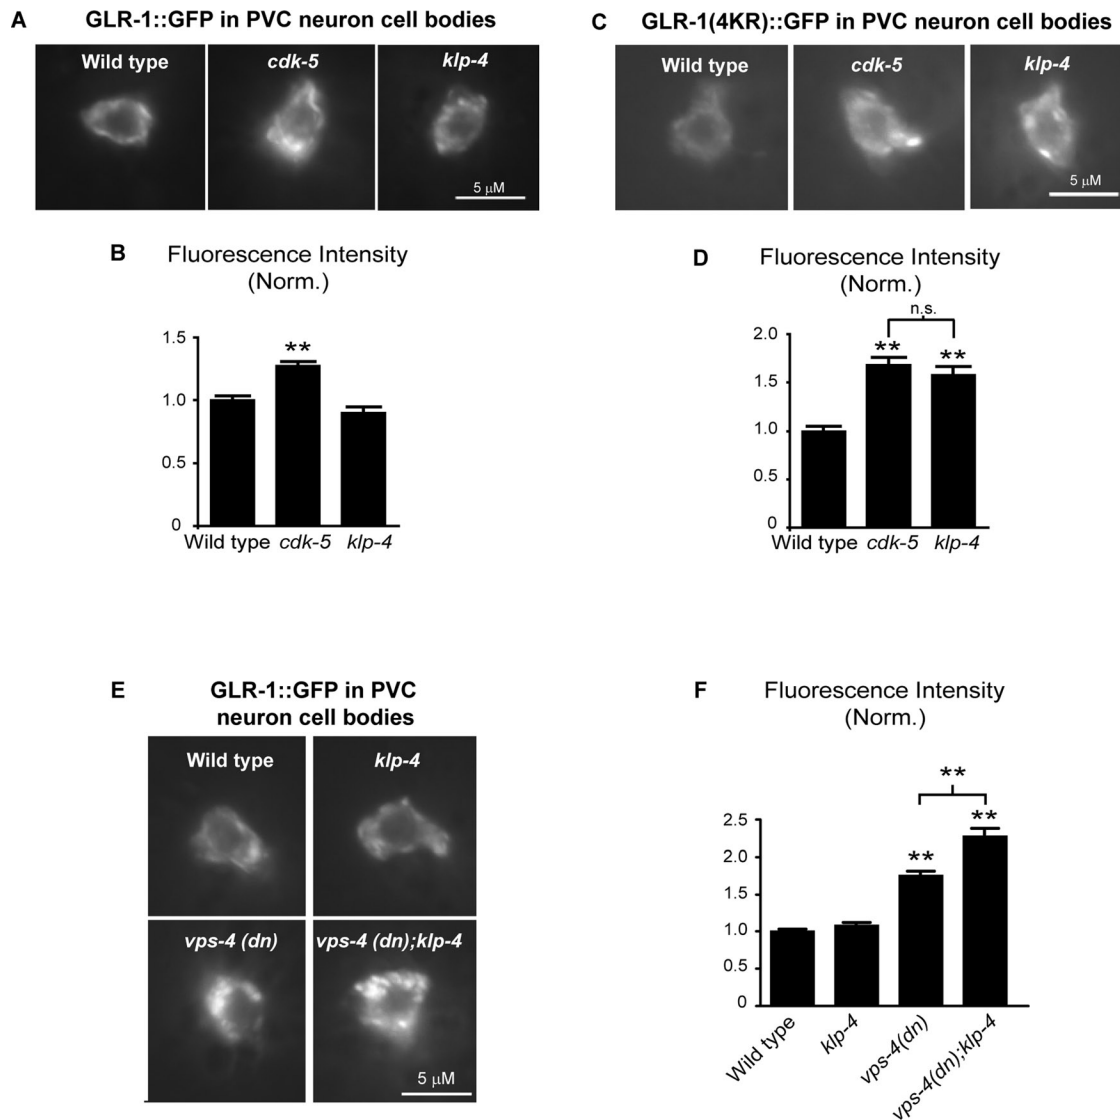 A GLR-1::GFP in PVC neuron cell bodies
Wild type cdk-5 klp-4
5 µM
B Fluorescence Intensity
(Norm.)
1.5
**
1.0
0.5
0
Wild type cdk-5 klp-4
C GLR-1(4KR)::GFP in PVC neuron cell bodies
Wild type cdk-5 klp-4
5 µM
D Fluorescence Intensity
(Norm.)
n.s.
2.0
** **
1.5
1.0
0.5
0
Wild type cdk-5 klp-4
E GLR-1::GFP in PVC
neuron cell bodies
Wild type klp-4
vps-4 (dn) vps-4 (dn);klp-4
5 µM
F Fluorescence Intensity
(Norm.)
**
2.5
**
2.0
**
1.5
1.0
0.5
0
Wild type klp-4 vps-4(dn) vps-4(dn);klp-4